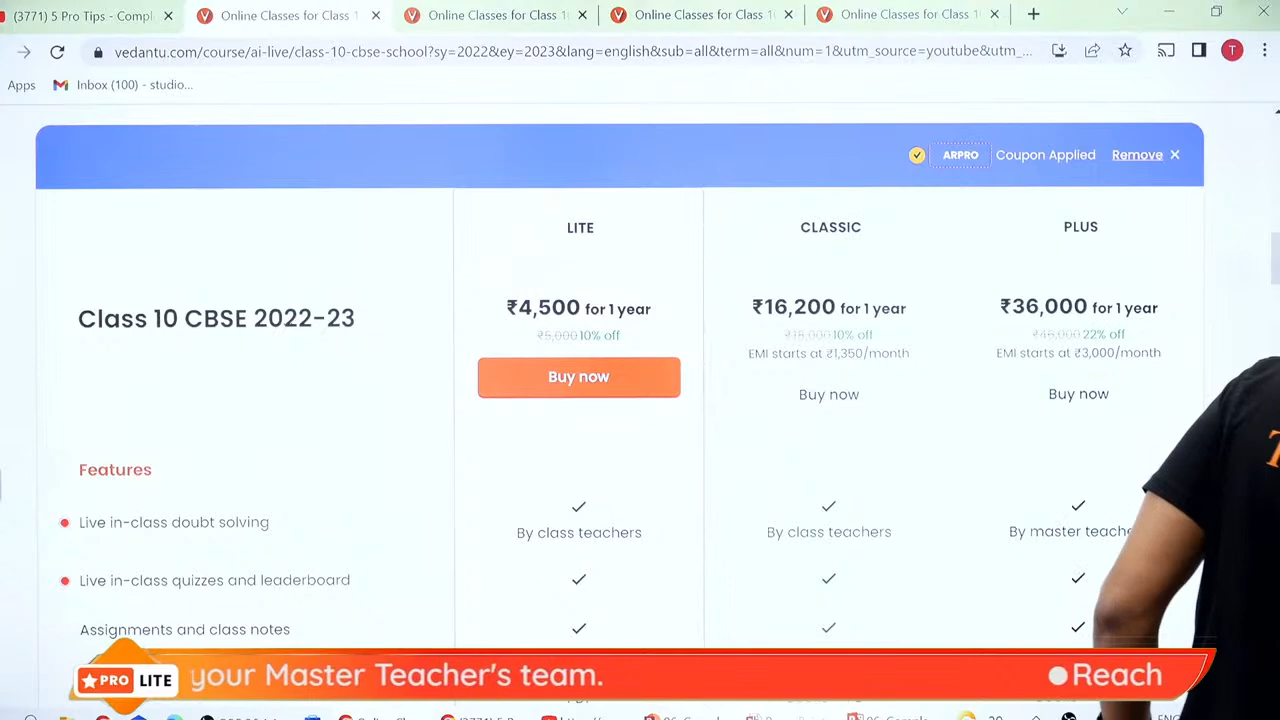 (3771) 5 Pro Tips - Compl
Online Classes for Class 1
Online Classes for Class 1
Online Classes for Class 1
Online Classes for Class 1
vedantu.com/course/ai-live/class-10-cbse-school?sy=2022&ey=2023&lang=english&sub=all&term=all&num=1&utm_source=youtube&utm_...
T
Apps
Inbox (100) - studio...
ARPRO
Coupon Applied
Remove ×
LITE
CLASSIC
PLUS
Class 10 CBSE 2022-23
₹4,500 for 1 year
₹16,200 for 1 year
₹36,000 for 1 year
₹5,000 10% off
₹18,000 10% off
₹46,000 22% off
EMI starts at ₹1,350/month
EMI starts at ₹3,000/month
Buy now
Buy now
Buy now
Features
Live in-class doubt solving
By class teachers
By class teachers
By master teache
Live in-class quizzes and leaderboard
Assignments and class notes
PRO LITE
your Master Teacher's team.
Reach